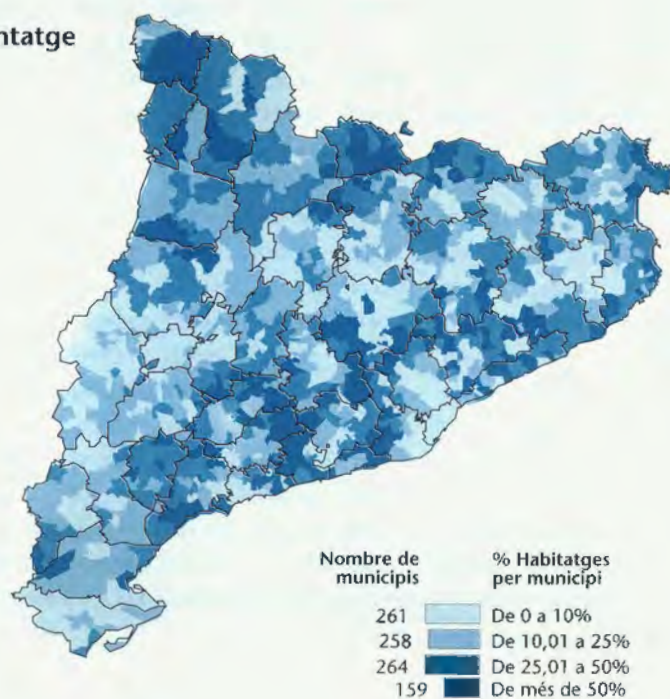 ntatge
Nombre de municipis % Habitatges per municipi
261 De 0 a 10%
258 De 10,01 a 25%
264 De 25,01 a 50%
159 De més de 50%